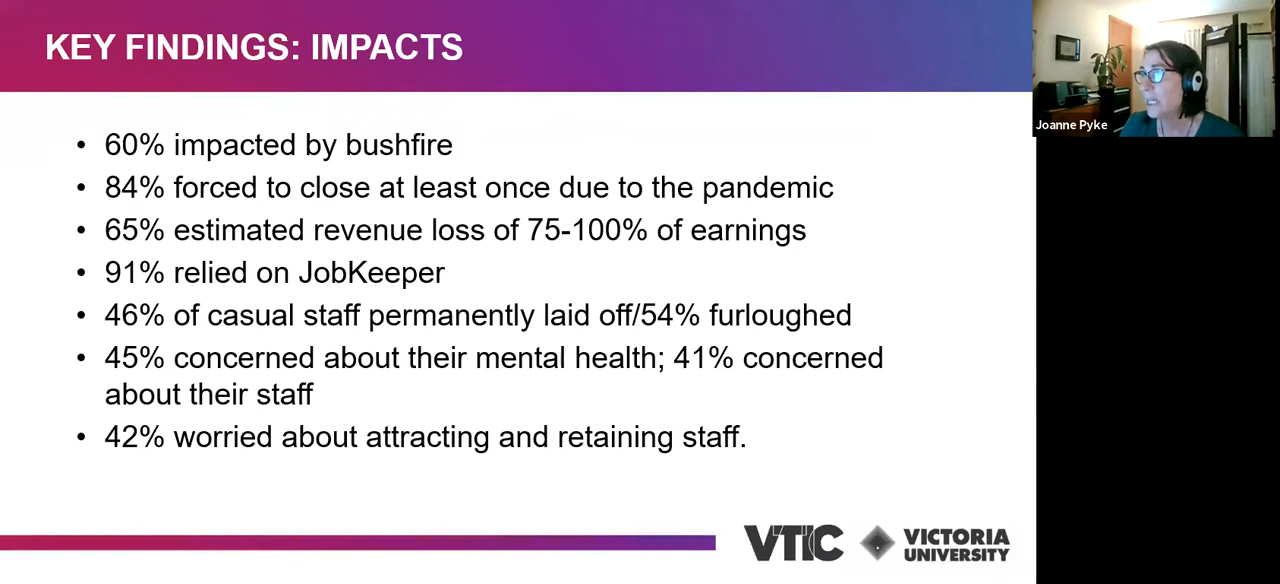 KEY FINDINGS: IMPACTS
• 60% impacted by bushfire
• 84% forced to close at least once due to the pandemic
• 65% estimated revenue loss of 75-100% of earnings
• 91% relied on JobKeeper
• 46% of casual staff permanently laid off/54% furloughed
• 45% concerned about their mental health; 41% concerned
about their staff
• 42% worried about attracting and retaining staff.
VTIC
VICTORIA
UNIVERSITY
Joanne Pyke